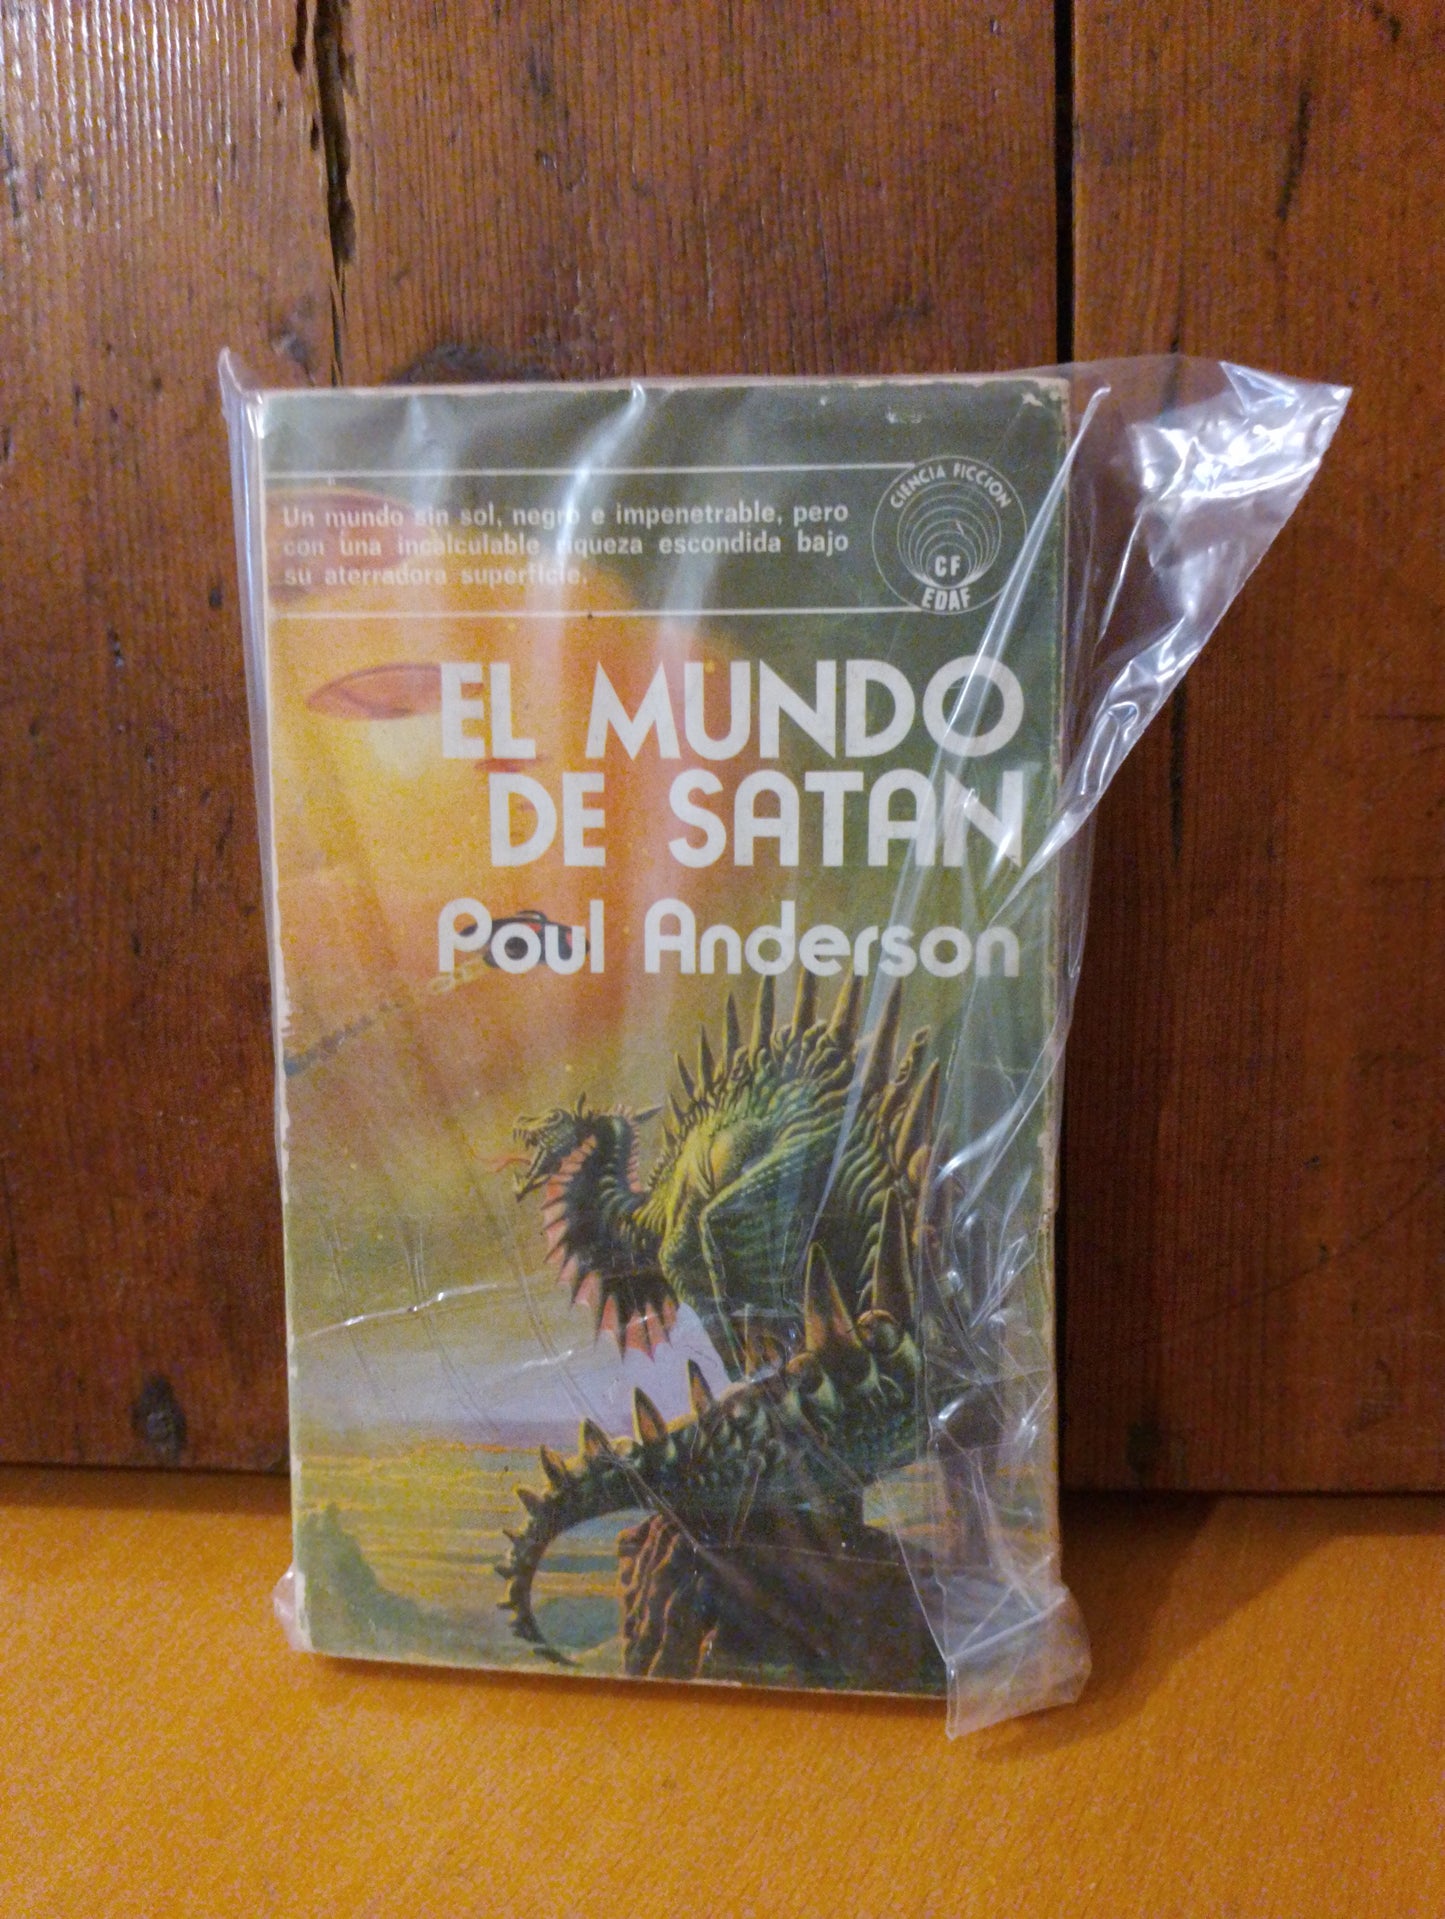 Un mundo sin sol, negro e impenetrable, pero
con una incalculable riqueza escondida bajo
su aterradora superficie.
CIENCIA FICCION
CF
EDAF
EL MUNDO
DE SATAN
Poul Anderson